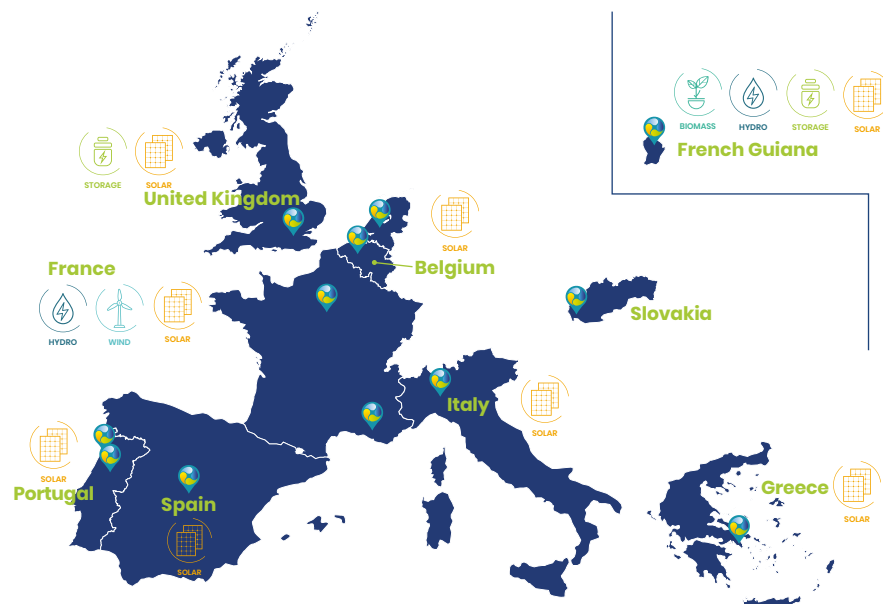 BIOMASS
HYDRO
STORAGE
SOLAR
French Guiana
STORAGE
SOLAR
United Kingdom
SOLAR
Belgium
France
HYDRO
WIND
SOLAR
Slovakia
Italy
SOLAR
SOLAR
Portugal
Spain
SOLAR
Greece
SOLAR